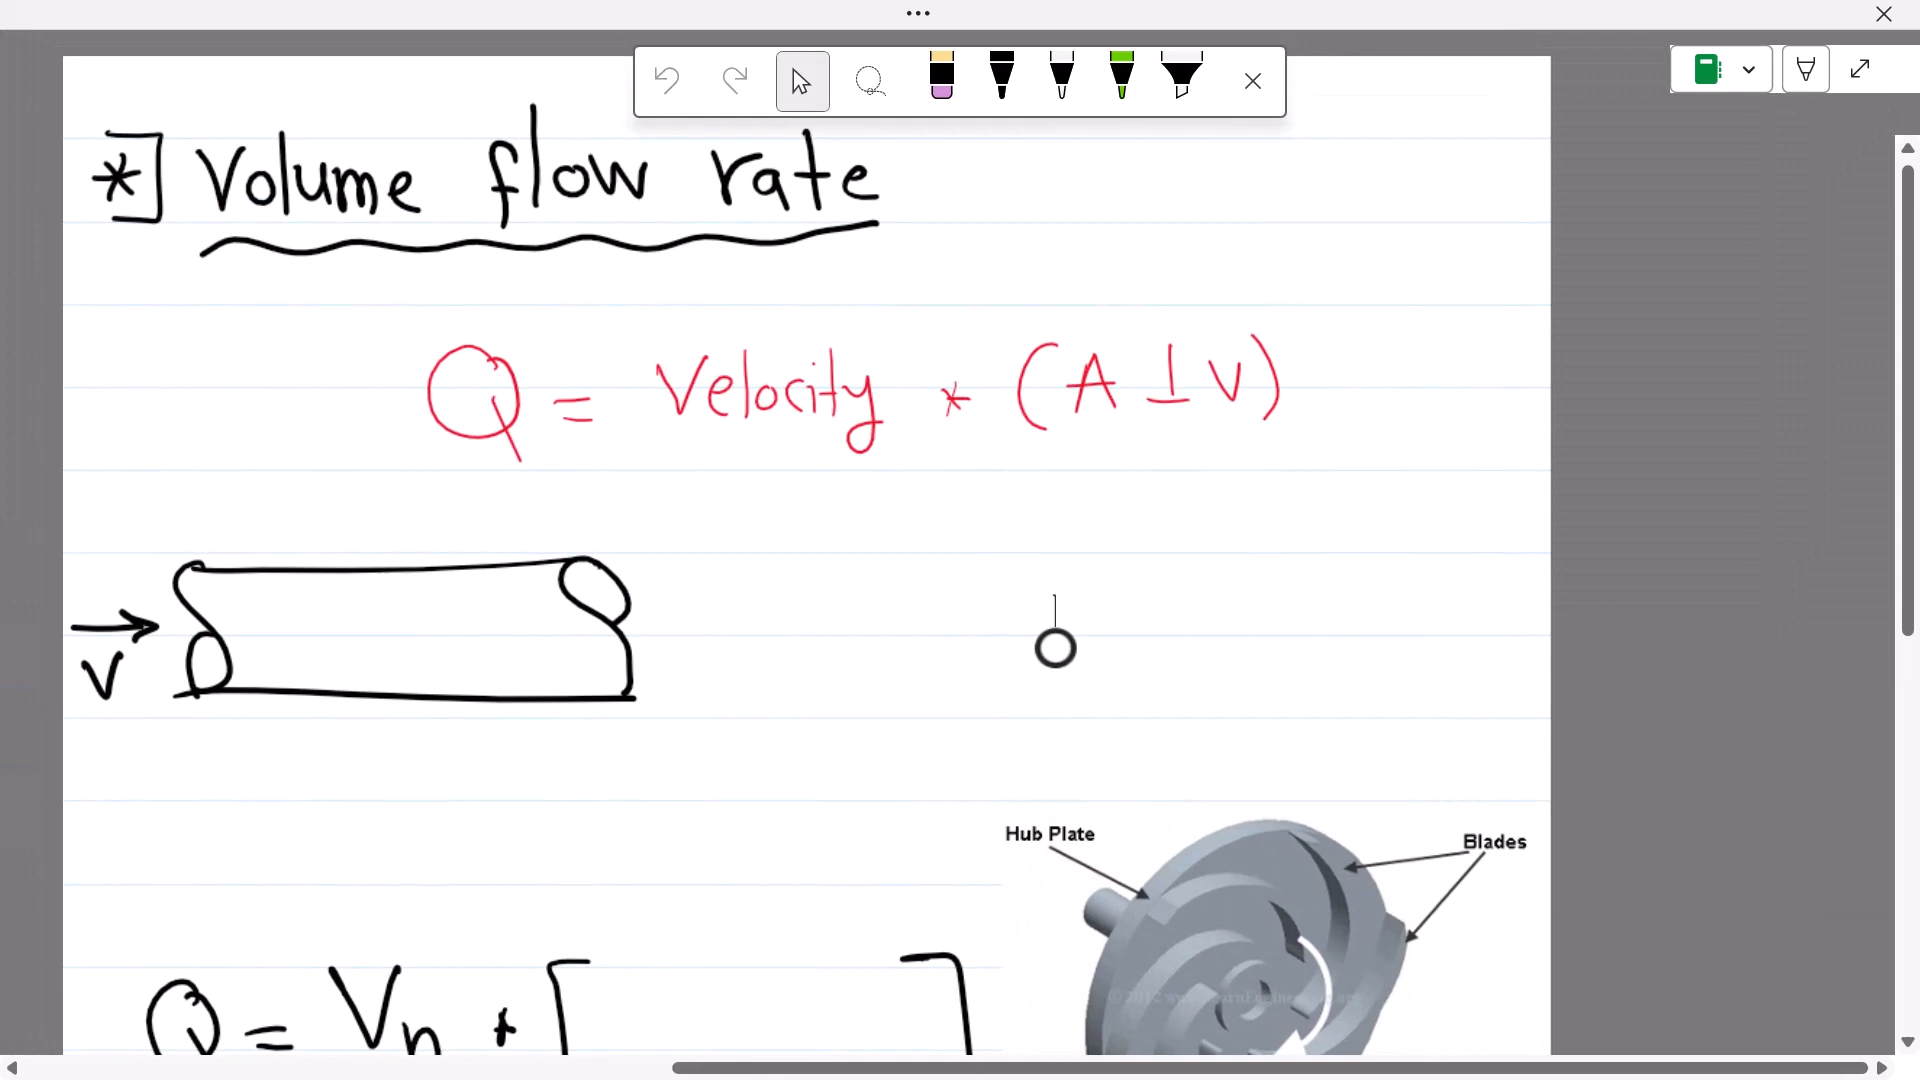 *] Volume flow rate
Q = Velocity * (A ⊥ V)
V
Hub Plate
Blades
Q = Vn * [ ]